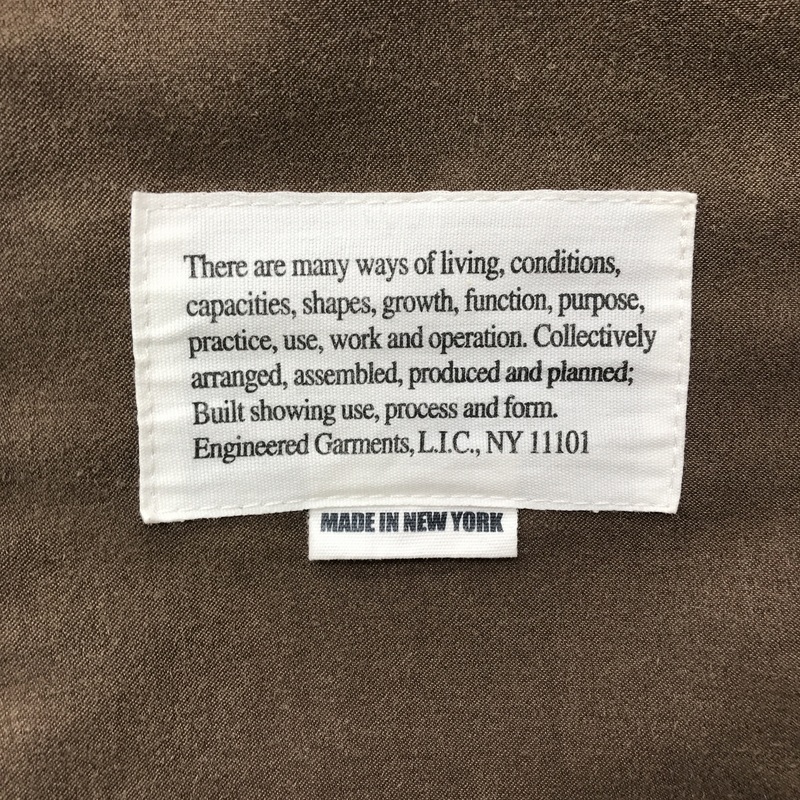 There are many ways of living, conditions,
capacities, shapes, growth, function, purpose,
practice, use, work and operation. Collectively
arranged, assembled, produced and planned;
Built showing use, process and form.
Engineered Garments, L.I.C., NY 11101
MADE IN NEW YORK